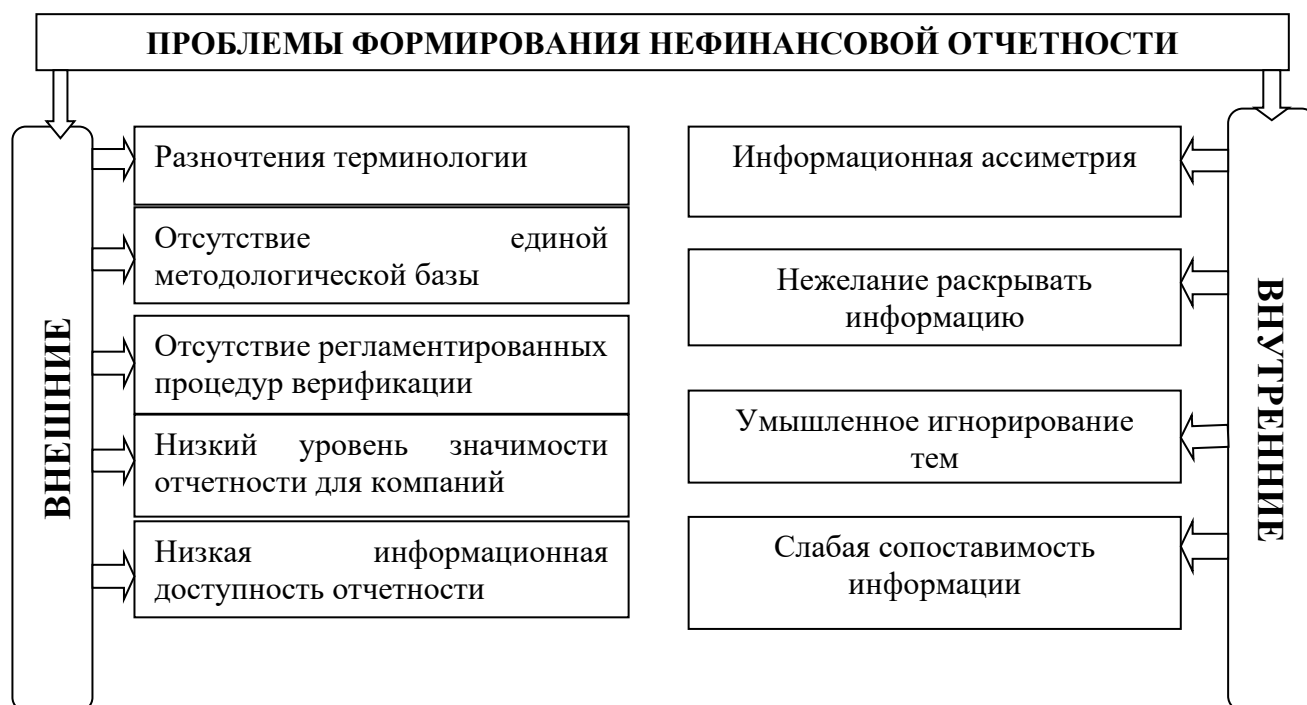 ПРОБЛЕМЫ ФОРМИРОВАНИЯ НЕФИНАНСОВОЙ ОТЧЕТНОСТИ
ВНЕШНИЕ
Разночтения терминологии
Отсутствие единой
методологической базы
Отсутствие регламентированных
процедур верификации
Низкий уровень значимости
отчетности для компаний
Низкая информационная
доступность отчетности
Информационная ассиметрия
Нежелание раскрывать
информацию
Умышленное игнорирование
тем
Слабая сопоставимость
информации
ВНУТРЕННИЕ